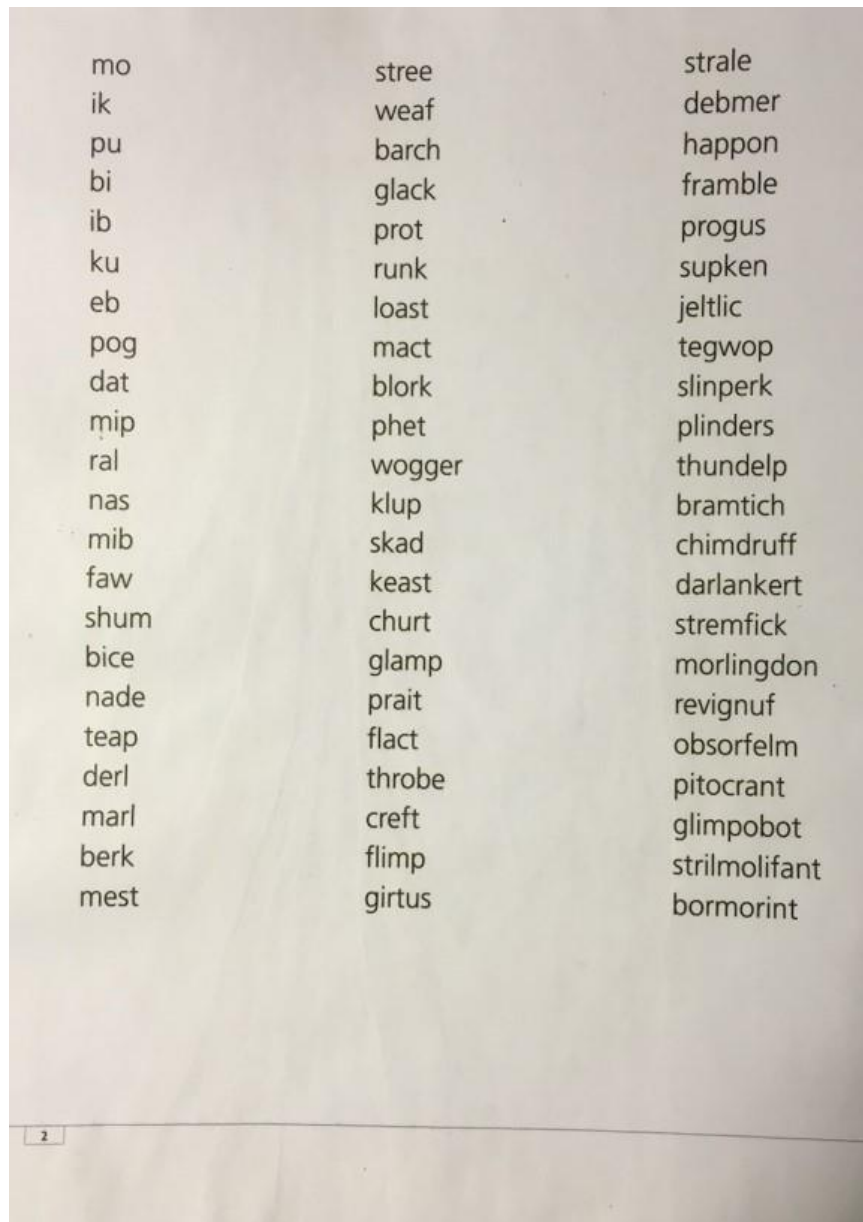 mo
ik
pu
bi
ib
ku
eb
pog
dat
mip
ral
nas
mib
faw
shum
bice
nade
teap
derl
marl
berk
mest
stree
weaf
barch
glack
prot
runk
loast
mact
blork
phet
wogger
klup
skad
keast
churt
glamp
prait
flact
throbe
creft
flimp
girtus
strale
debmer
happon
framble
progus
supken
jeltlic
tegwop
slinperk
plinders
thundelp
bramtich
chimdruff
darlankert
stremfick
morlingdon
revignuf
obsorfelm
pitocrant
glimpobot
strilmolifant
bormorint
2